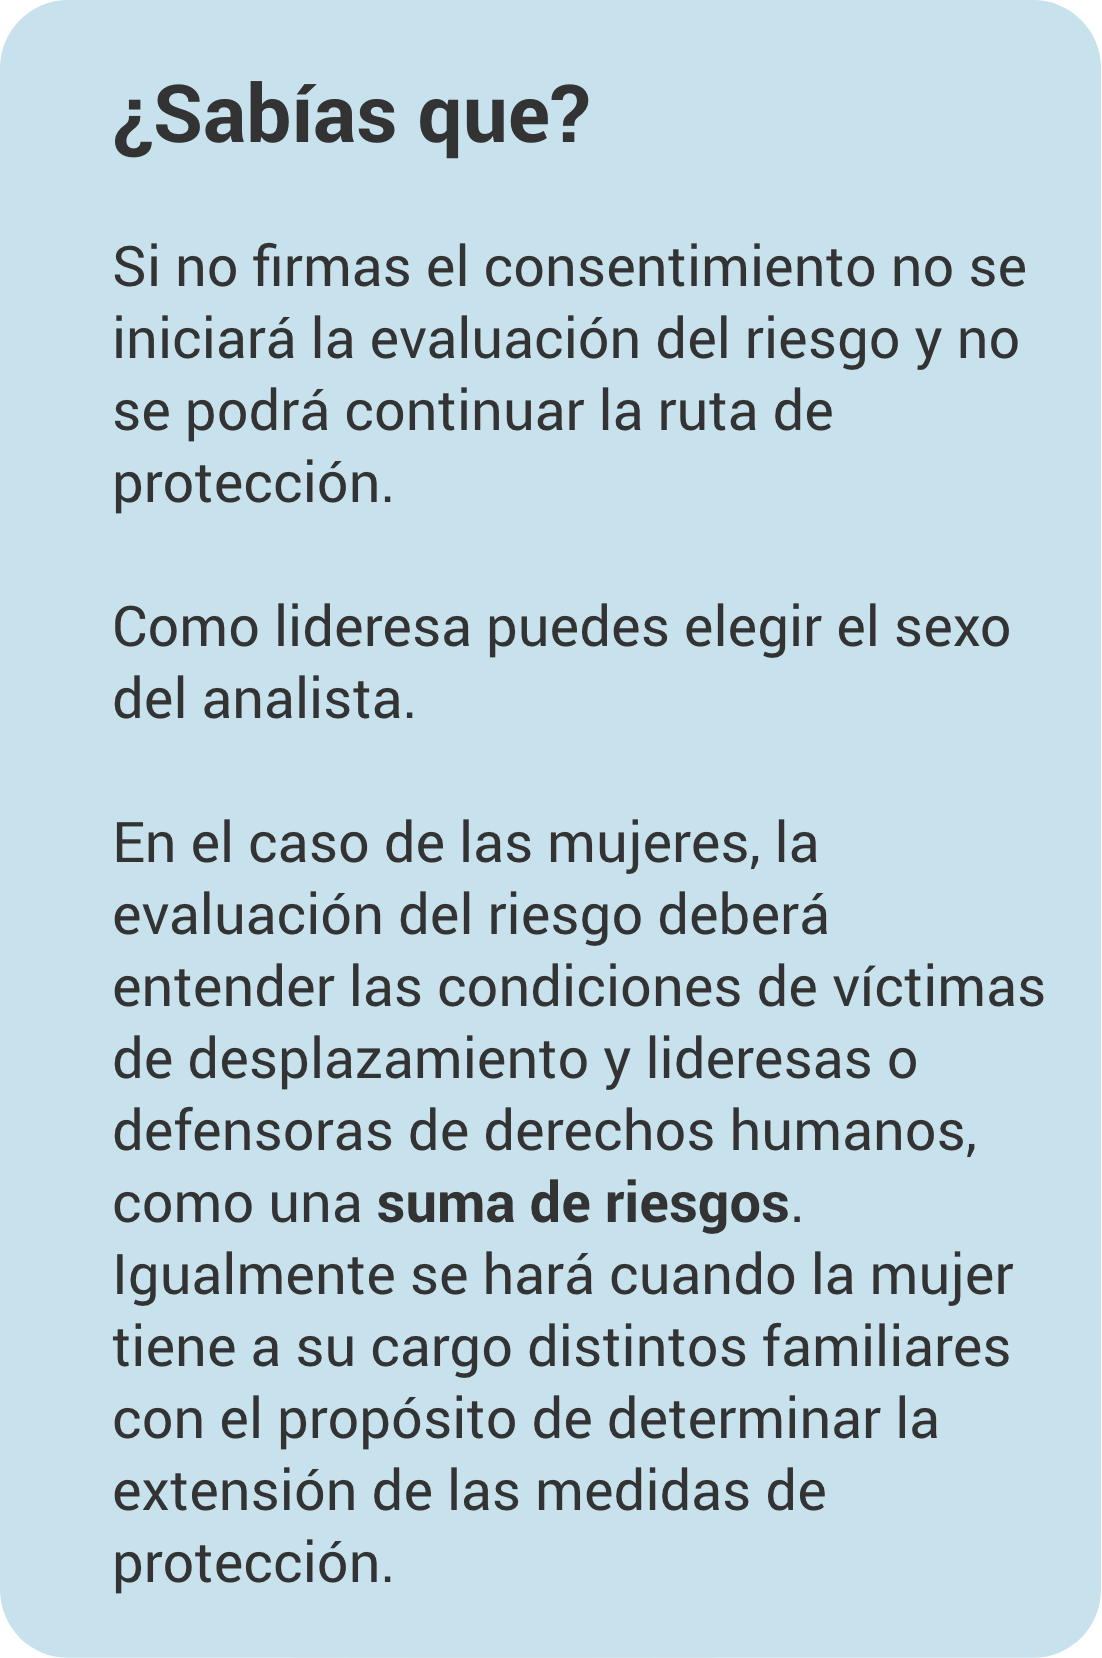 ¿Sabías que?
Si no firmas el consentimiento no se
iniciará la evaluación del riesgo y no
se podrá continuar la ruta de
protección.
Como lideresa puedes elegir el sexo
del analista.
En el caso de las mujeres, la
evaluación del riesgo deberá
entender las condiciones de víctimas
de desplazamiento y lideresas o
defensoras de derechos humanos,
como una suma de riesgos.
Igualmente se hará cuando la mujer
tiene a su cargo distintos familiares
con el propósito de determinar la
extensión de las medidas de
protección.